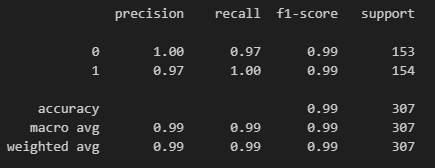 precision recall f1-score support
0 1.00 0.97 0.99 153
1 0.97 1.00 0.99 154
accuracy 0.99 307
macro avg 0.99 0.99 0.99 307
weighted avg 0.99 0.99 0.99 307